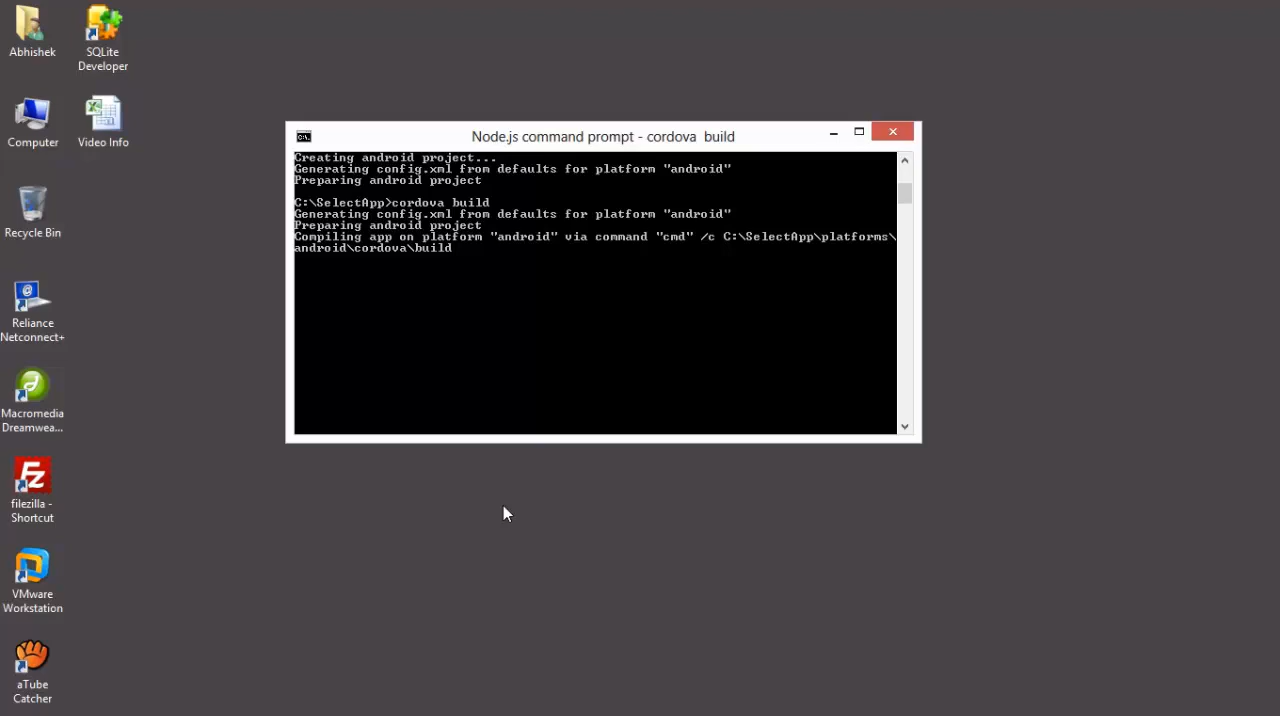 Abhishek
SQLite
Developer
Computer
Video Info
Recycle Bin
Reliance
Netconnect+
Macromedia
Dreamwea...
filezilla -
Shortcut
VMware
Workstation
aTube
Catcher
Node.js command prompt - cordova  build
Creating android project...
Generating config.xml from defaults for platform "android"
Preparing android project
C:\SelectApp>cordova build
Generating config.xml from defaults for platform "android"
Preparing android project
Compiling app on platform "android" via command "cmd" /c C:\SelectApp\platforms\
android\cordova\build